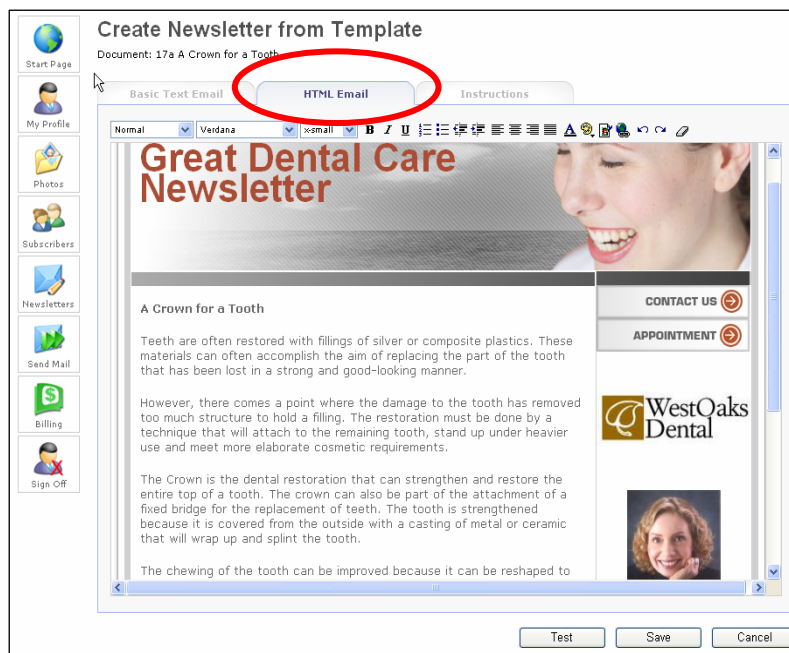 Create Newsletter from Template
Document: 17a A Crown for a Tooth
Start Page
My Profile
Photos
Subscribers
Newsletters
Send Mail
Billing
Sign Off
Basic Text Email
HTML Email
Instructions
Normal
Verdana
x-small
B I U
A
Great Dental Care
Newsletter
A Crown for a Tooth
Teeth are often restored with fillings of silver or composite plastics. These
materials can often accomplish the aim of replacing the part of the tooth
that has been lost in a strong and good-looking manner.
However, there comes a point where the damage to the tooth has removed
too much structure to hold a filling. The restoration must be done by a
technique that will attach to the remaining tooth, stand up under heavier
use and meet more elaborate cosmetic requirements.
The Crown is the dental restoration that can strengthen and restore the
entire top of a tooth. The crown can also be part of the attachment of a
fixed bridge for the replacement of teeth. The tooth is strengthened
because it is covered from the outside with a casting of metal or ceramic
that will wrap up and splint the tooth.
The chewing of the tooth can be improved because it can be reshaped to
CONTACT US
APPOINTMENT
WestOaks
Dental
Test
Save
Cancel